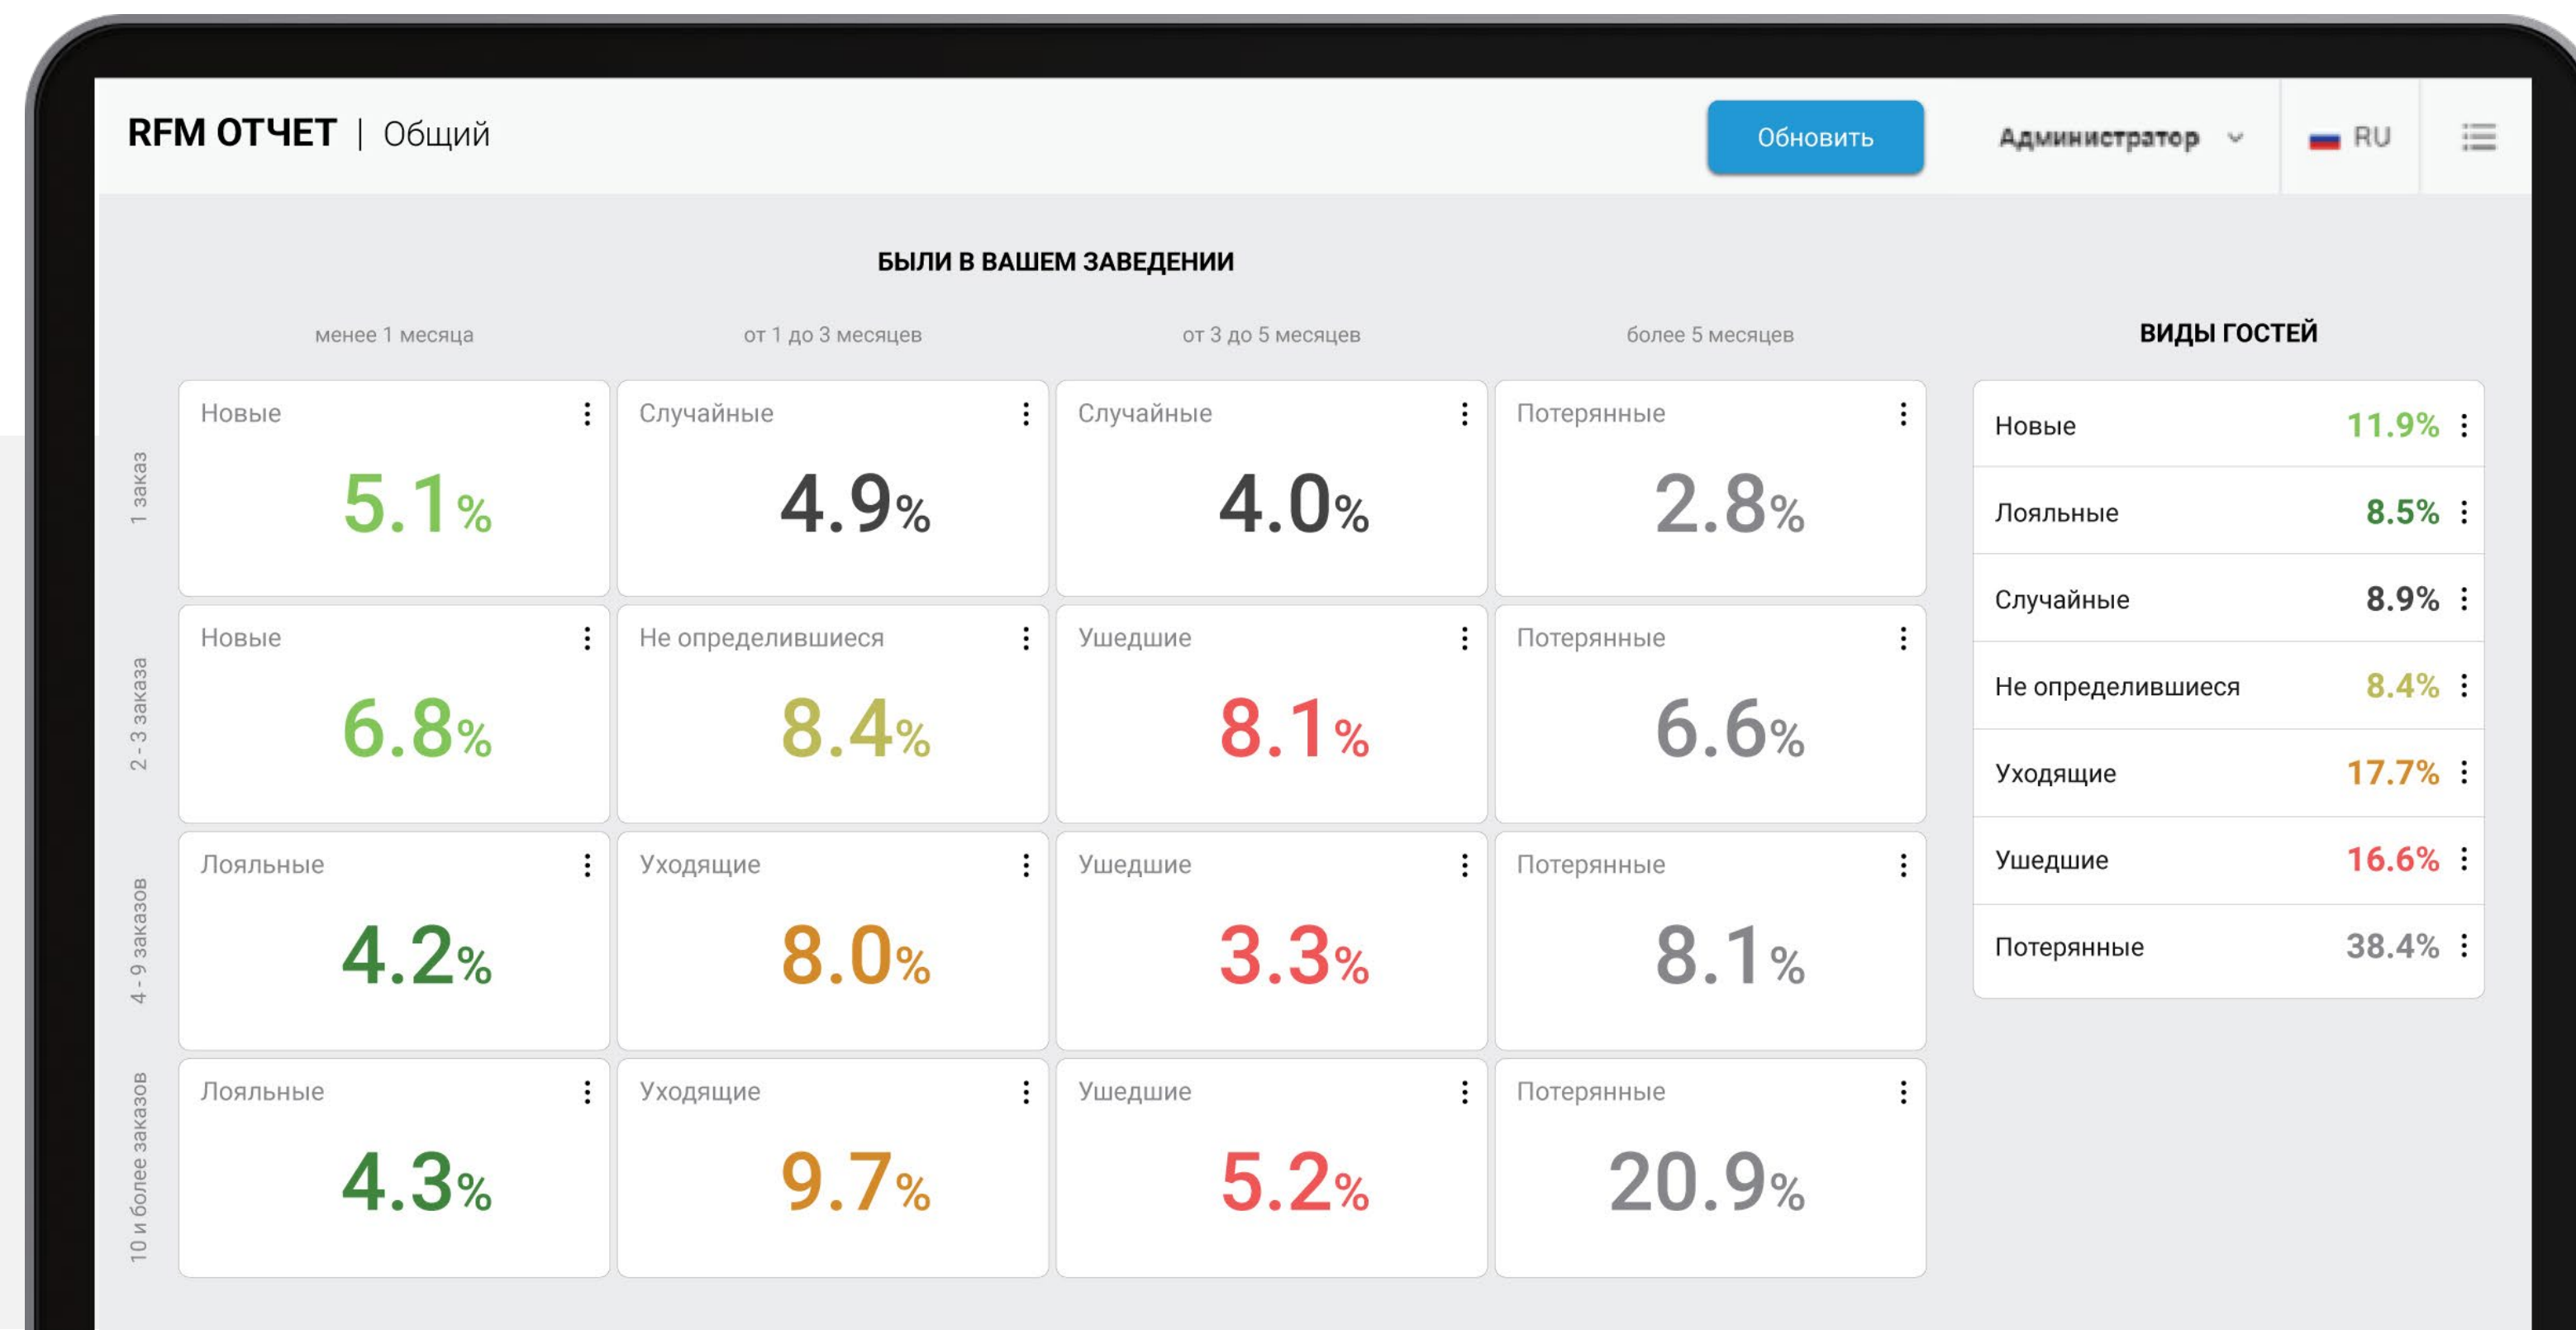 RFM ОТЧЕТ | Общий
Обновить
Администратор
RU
БЫЛИ В ВАШЕМ ЗАВЕДЕНИИ
менее 1 месяца
от 1 до 3 месяцев
от 3 до 5 месяцев
более 5 месяцев
1 заказ
Новые
5.1%
Случайные
4.9%
Случайные
4.0%
Потерянные
2.8%
2 - 3 заказа
Новые
6.8%
Не определившиеся
8.4%
Ушедшие
8.1%
Потерянные
6.6%
4 - 9 заказов
Лояльные
4.2%
Уходящие
8.0%
Ушедшие
3.3%
Потерянные
8.1%
10 и более заказов
Лояльные
4.3%
Уходящие
9.7%
Ушедшие
5.2%
Потерянные
20.9%
ВИДЫ ГОСТЕЙ
Новые 11.9%
Лояльные 8.5%
Случайные 8.9%
Не определившиеся 8.4%
Уходящие 17.7%
Ушедшие 16.6%
Потерянные 38.4%